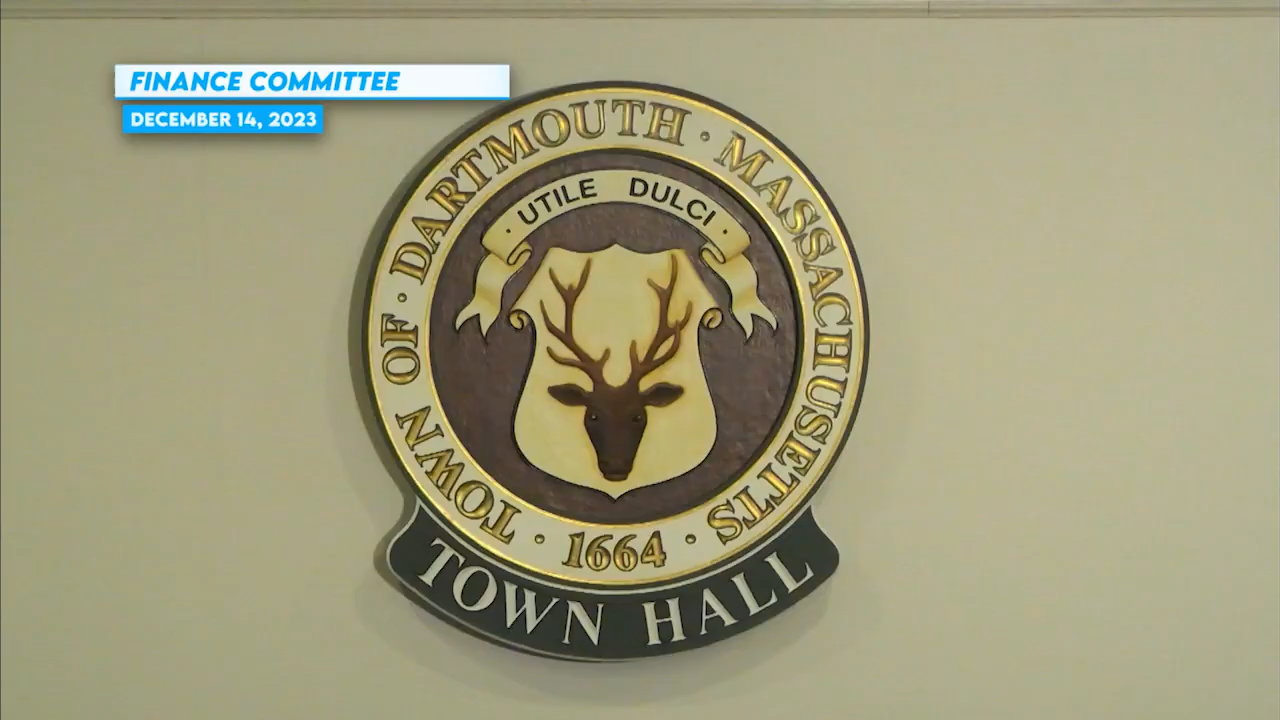 FINANCE COMMITTEE
DECEMBER 14, 2023
TOWN OF · DARTMOUTH · MASSACHUSETTS
UTILE DULCI
· 1664 ·
TOWN HALL